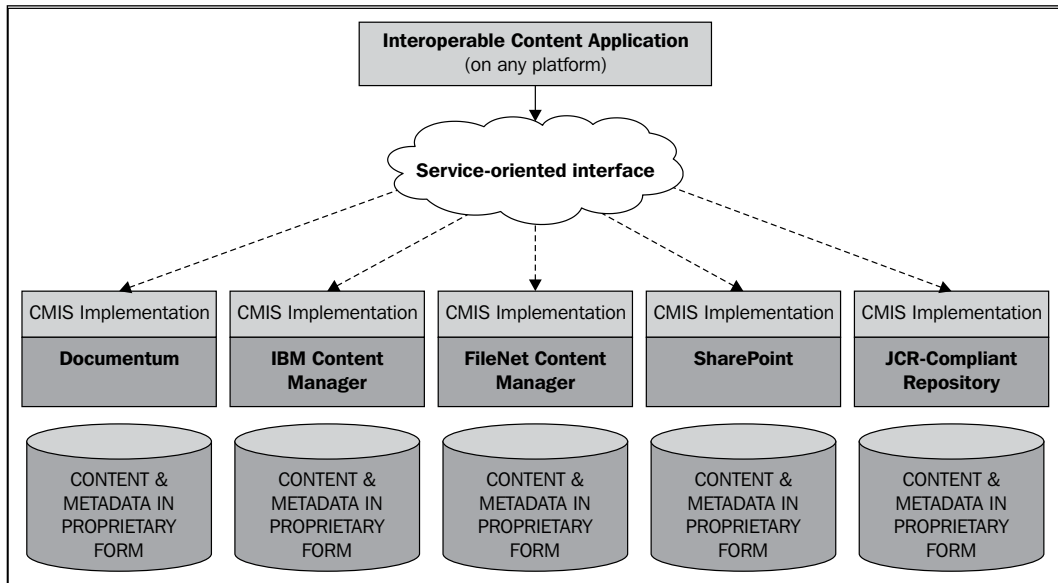 Interoperable Content Application
(on any platform)
Service-oriented interface
CMIS Implementation
Documentum
CMIS Implementation
IBM Content
Manager
CMIS Implementation
FileNet Content
Manager
CMIS Implementation
SharePoint
CMIS Implementation
JCR-Compliant
Repository
CONTENT &
METADATA IN
PROPRIETARY
FORM
CONTENT &
METADATA IN
PROPRIETARY
FORM
CONTENT &
METADATA IN
PROPRIETARY
FORM
CONTENT &
METADATA IN
PROPRIETARY
FORM
CONTENT &
METADATA IN
PROPRIETARY
FORM